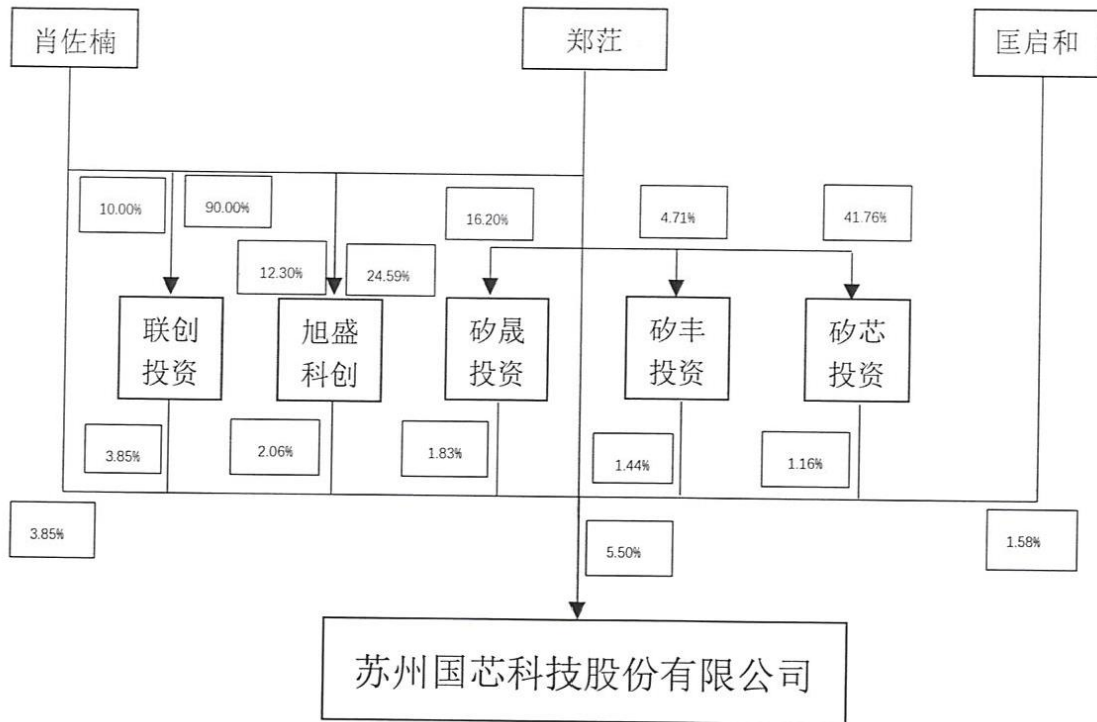 肖佐楠
郑茳
匡启和
10.00%
90.00%
16.20%
4.71%
41.76%
12.30%
24.59%
联创
投资
旭盛
科创
矽晟
投资
矽丰
投资
矽芯
投资
3.85%
2.06%
1.83%
1.44%
1.16%
3.85%
5.50%
1.58%
苏州国芯科技股份有限公司